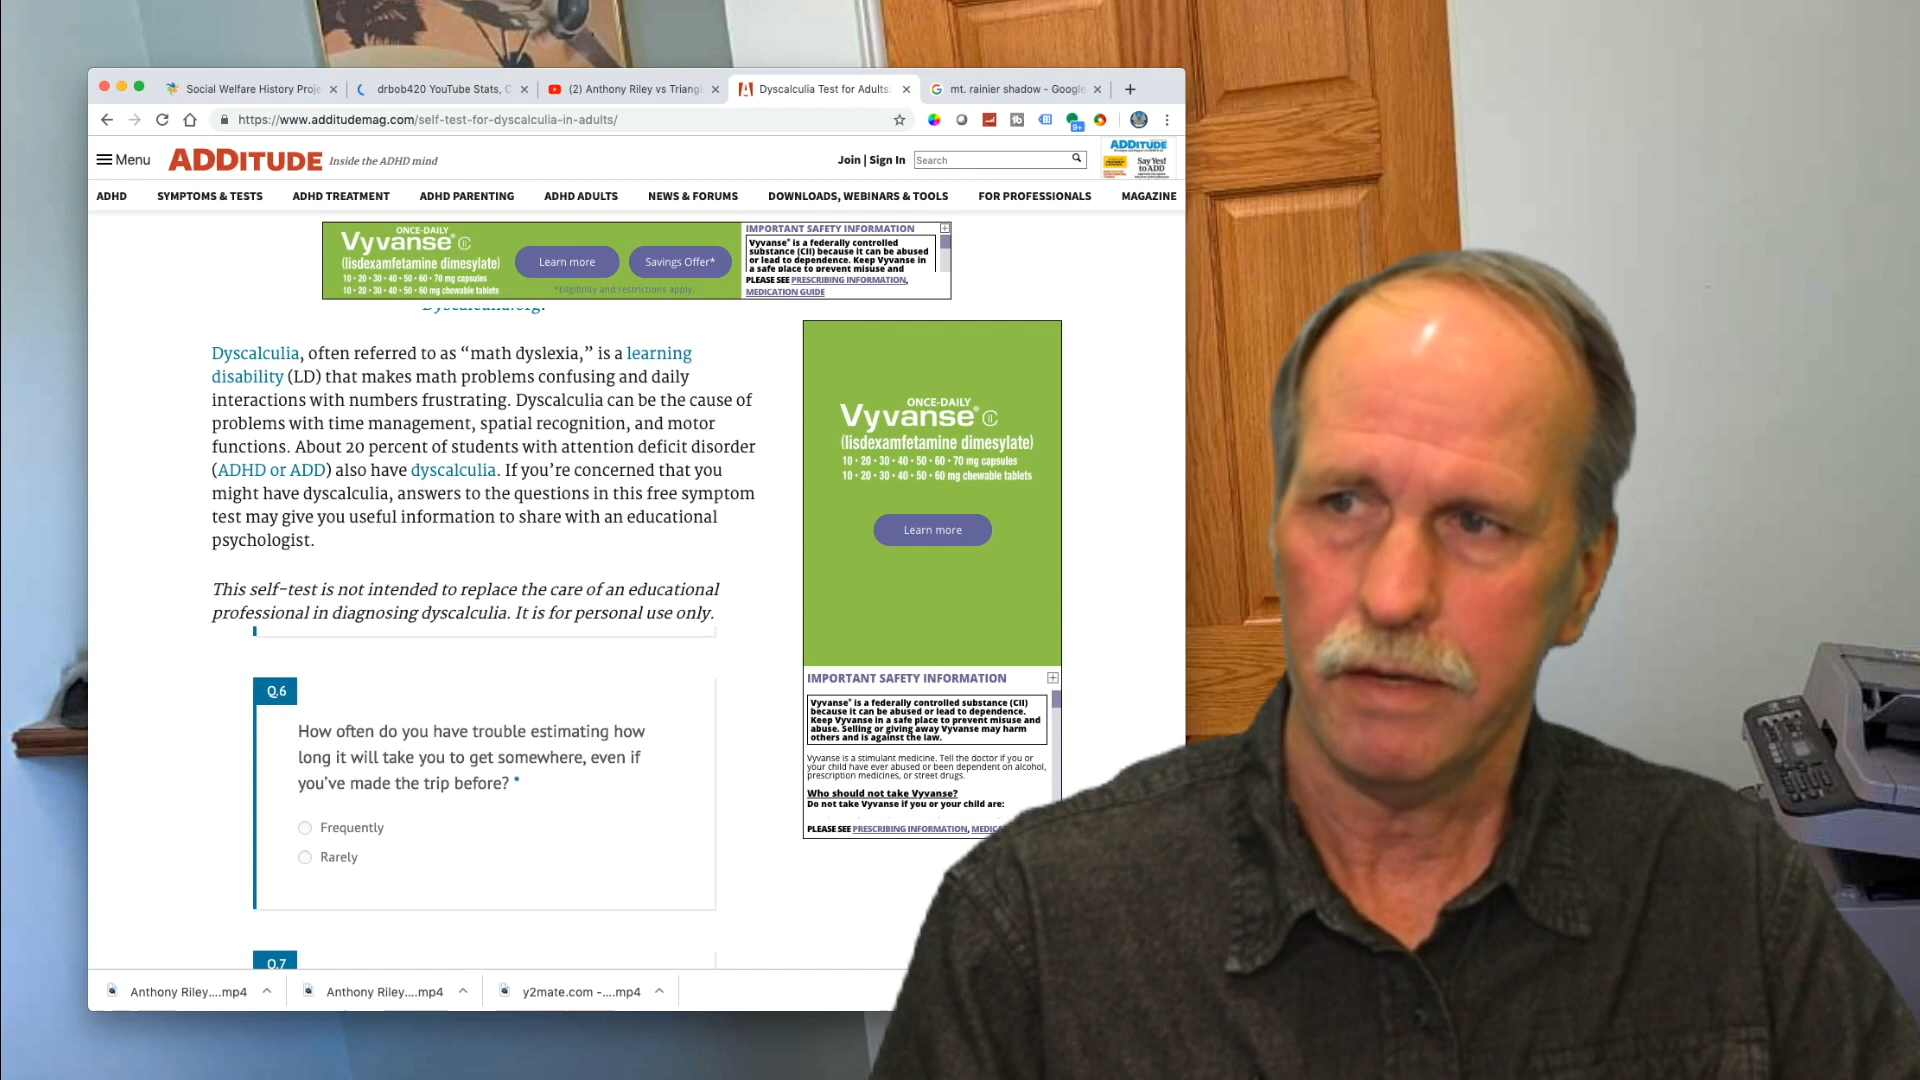 Social Welfare History Proje
drbob420 YouTube Stats, C
(2) Anthony Riley vs Triangl
Dyscalculia Test for Adults:
mt. rainier shadow - Google
https://www.additudemag.com/self-test-for-dyscalculia-in-adults/
9+
Menu
ADDITUDE
Inside the ADHD mind
Join | Sign In
Search
ADDITUDE
Say Yes!
to ADD
ADHD
SYMPTOMS & TESTS
ADHD TREATMENT
ADHD PARENTING
ADHD ADULTS
NEWS & FORUMS
DOWNLOADS, WEBINARS & TOOLS
FOR PROFESSIONALS
MAGAZINE
ONCE-DAILY
Vyvanse®
(lisdexamfetamine dimesylate)
10 • 20 • 30 • 40 • 50 • 60 • 70 mg capsules
10 • 20 • 30 • 40 • 50 • 60 mg chewable tablets
Learn more
Savings Offer*
*Eligibility and restrictions apply.
IMPORTANT SAFETY INFORMATION
Vyvanse® is a federally controlled
substance (CII) because it can be abused
or lead to dependence. Keep Vyvanse in
a safe place to prevent misuse and
PLEASE SEE PRESCRIBING INFORMATION,
MEDICATION GUIDE
Dyscalculia.org.
Dyscalculia, often referred to as “math dyslexia,” is a learning
disability (LD) that makes math problems confusing and daily
interactions with numbers frustrating. Dyscalculia can be the cause of
problems with time management, spatial recognition, and motor
functions. About 20 percent of students with attention deficit disorder
(ADHD or ADD) also have dyscalculia. If you’re concerned that you
might have dyscalculia, answers to the questions in this free symptom
test may give you useful information to share with an educational
psychologist.
This self-test is not intended to replace the care of an educational
professional in diagnosing dyscalculia. It is for personal use only.
Q.6
How often do you have trouble estimating how
long it will take you to get somewhere, even if
you’ve made the trip before? *
Frequently
Rarely
Q.7
ONCE-DAILY
Vyvanse®
(lisdexamfetamine dimesylate)
10 • 20 • 30 • 40 • 50 • 60 • 70 mg capsules
10 • 20 • 30 • 40 • 50 • 60 mg chewable tablets
Learn more
IMPORTANT SAFETY INFORMATION
Vyvanse® is a federally controlled substance (CII)
because it can be abused or lead to dependence.
Keep Vyvanse in a safe place to prevent misuse and
abuse. Selling or giving away Vyvanse may harm
others and is against the law.
Vyvanse is a stimulant medicine. Tell the doctor if you or
your child have ever abused or been dependent on alcohol,
prescription medicines, or street drugs.
Who should not take Vyvanse?
Do not take Vyvanse if you or your child are:
PLEASE SEE PRESCRIBING INFORMATION, MEDICA
Anthony Riley....mp4
Anthony Riley....mp4
y2mate.com -....mp4